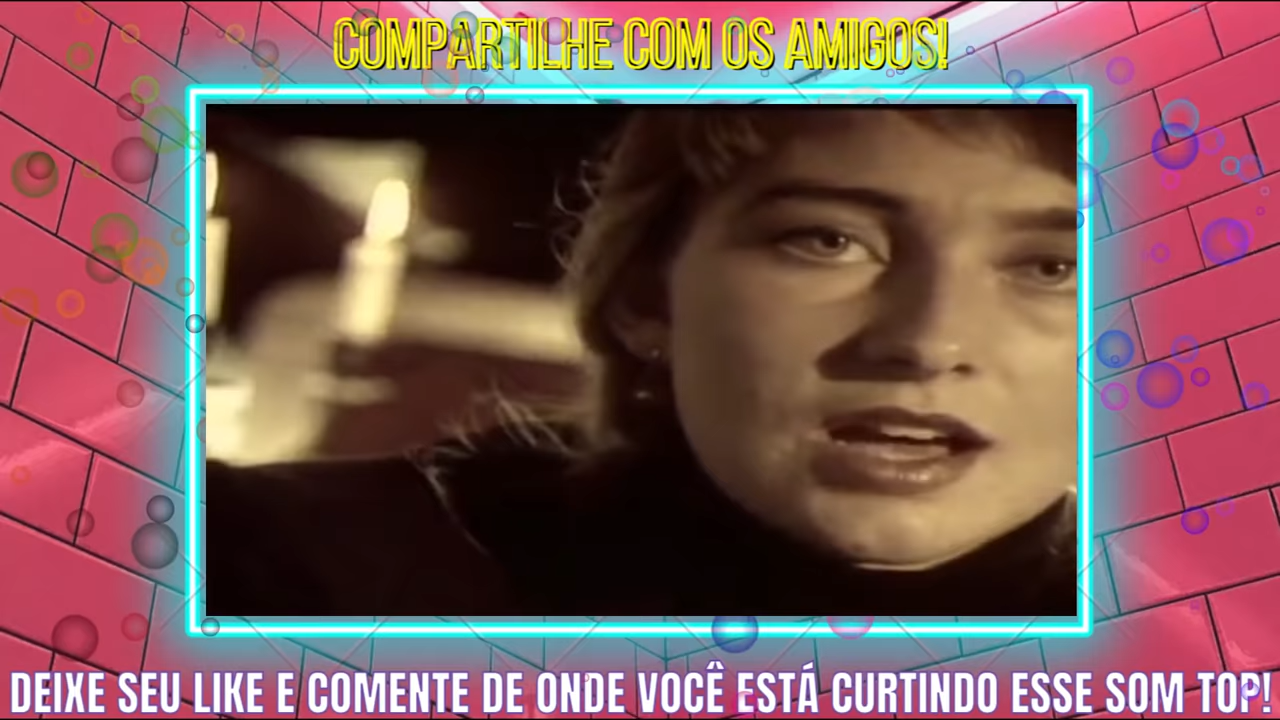 COMPARTILHE COM OS AMIGOS!
DEIXE SEU LIKE E COMENTE DE ONDE VOCÊ ESTÁ CURTINDO ESSE SOM TOP!